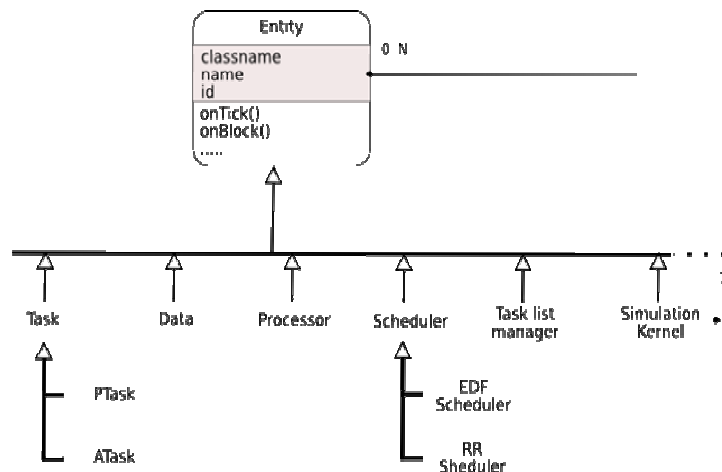 Entity
0 N
classname
name
id
onTick()
onBlock()
.....
Task
Data
Processor
Scheduler
Task list
manager
Simulation
Kernel
PTask
EDF
Scheduler
ATask
RR
Sheduler